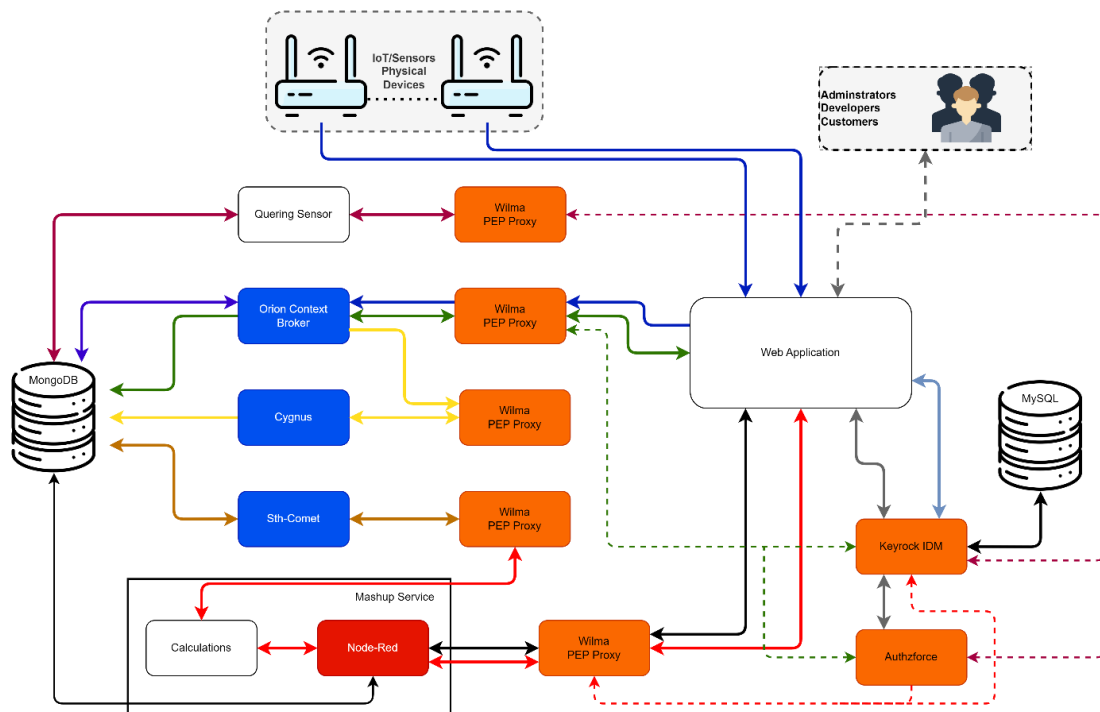 IoT/Sensors
Physical
Devices
Adminstrators
Developers
Customers
Quering Sensor
Wilma
PEP Proxy
Orion Context
Broker
Wilma
PEP Proxy
Web Application
MongoDB
Cygnus
Wilma
PEP Proxy
MySQL
Sth-Comet
Wilma
PEP Proxy
Keyrock IDM
Mashup Service
Calculations
Node-Red
Wilma
PEP Proxy
Authzforce